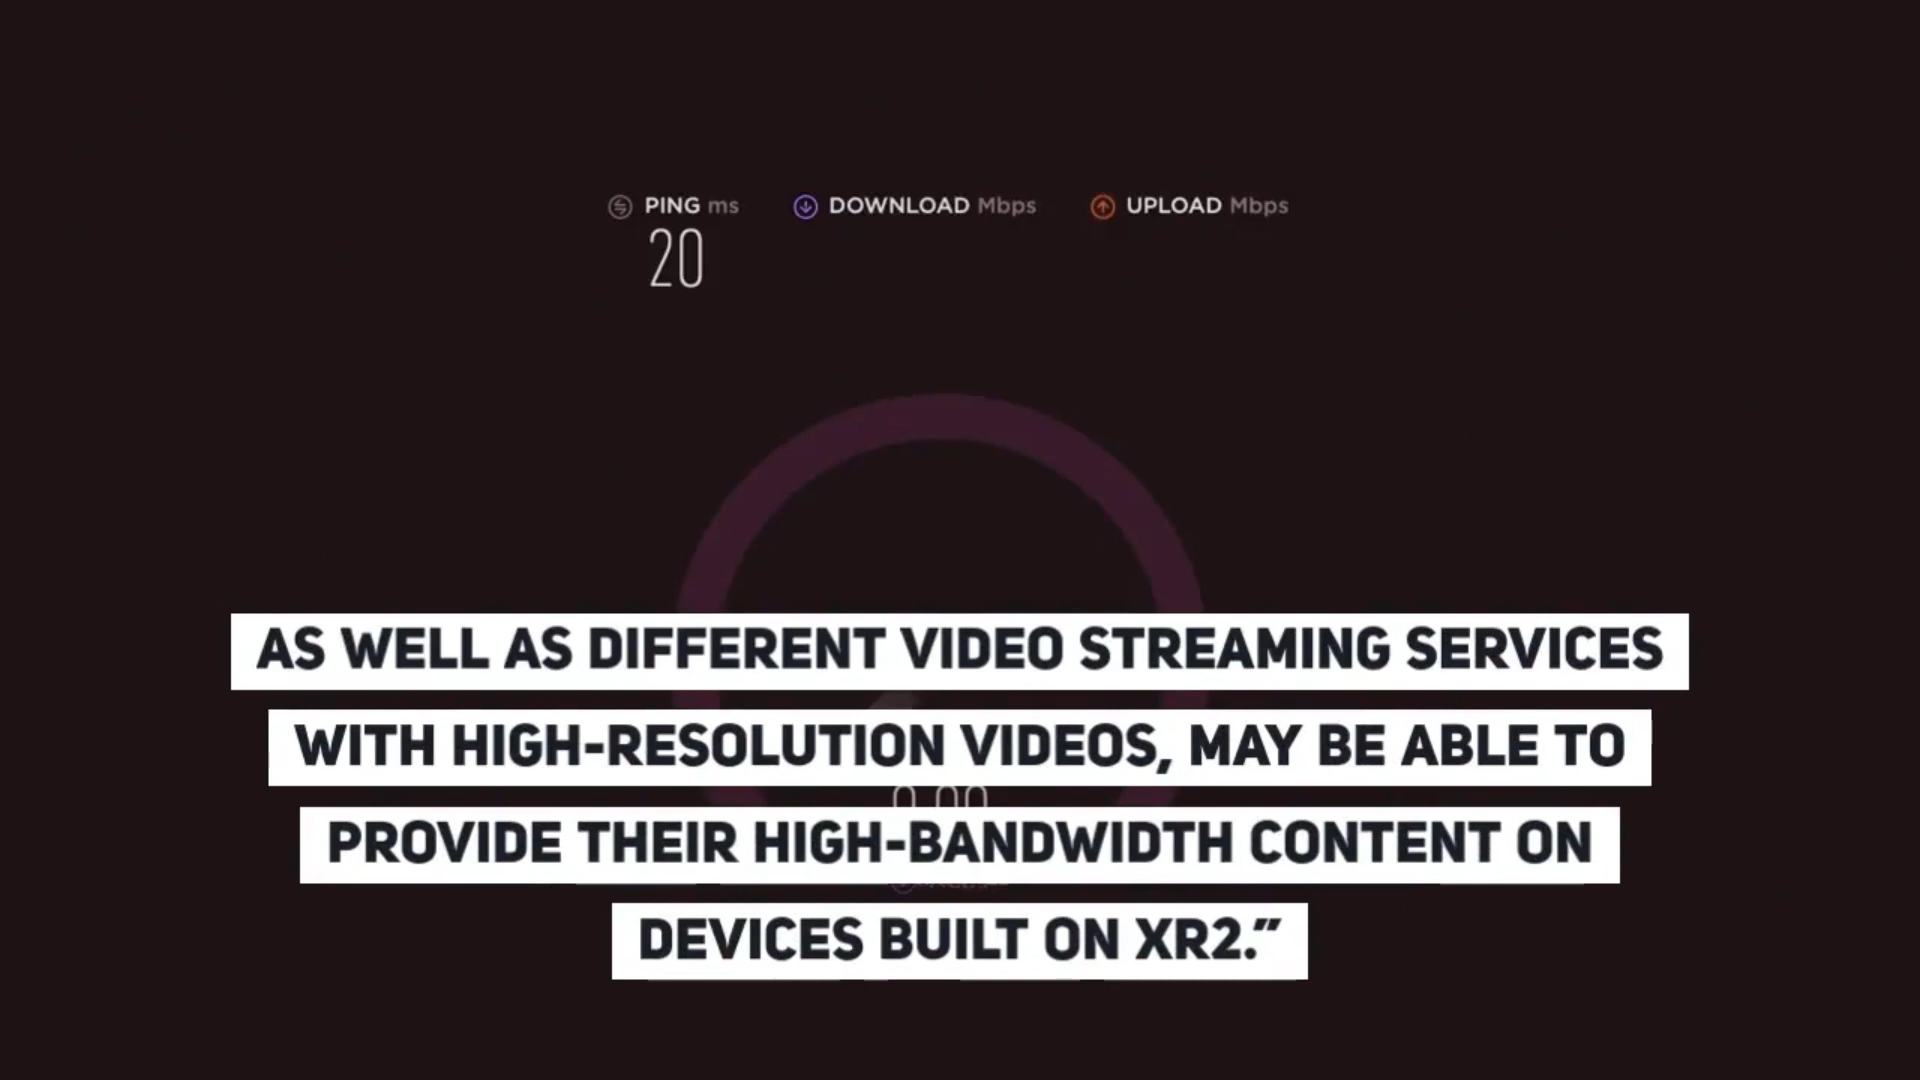 PING ms DOWNLOAD Mbps UPLOAD Mbps
20
AS WELL AS DIFFERENT VIDEO STREAMING SERVICES
WITH HIGH-RESOLUTION VIDEOS, MAY BE ABLE TO
PROVIDE THEIR HIGH-BANDWIDTH CONTENT ON
DEVICES BUILT ON XR2.”